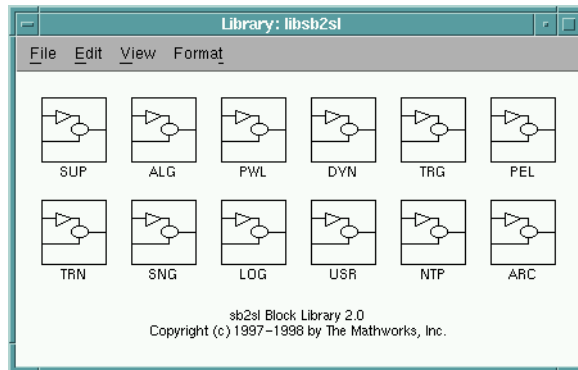 Library: libsb2sl
File Edit View Format
SUP ALG PWL DYN TRG PEL
TRN SNG LOG USR NTP ARC
sb2sl Block Library 2.0
Copyright (c) 1997-1998 by The Mathworks, Inc.